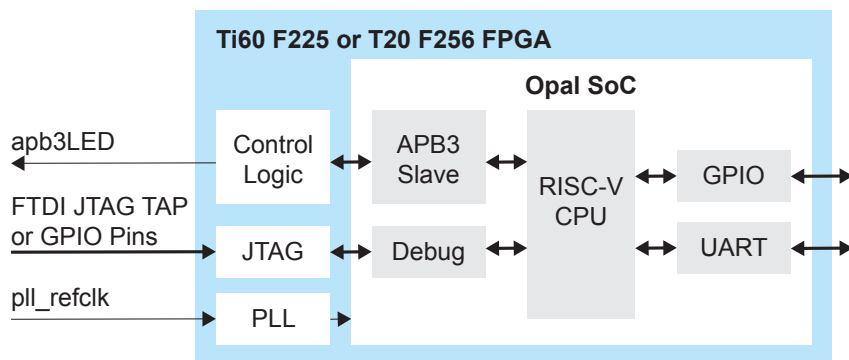 Ti60 F225 or T20 F256 FPGA
Opal SoC
apb3LED
Control
Logic
APB3
Slave
RISC-V
CPU
GPIO
FTDI JTAG TAP
or GPIO Pins
JTAG
Debug
UART
pll_refclk
PLL